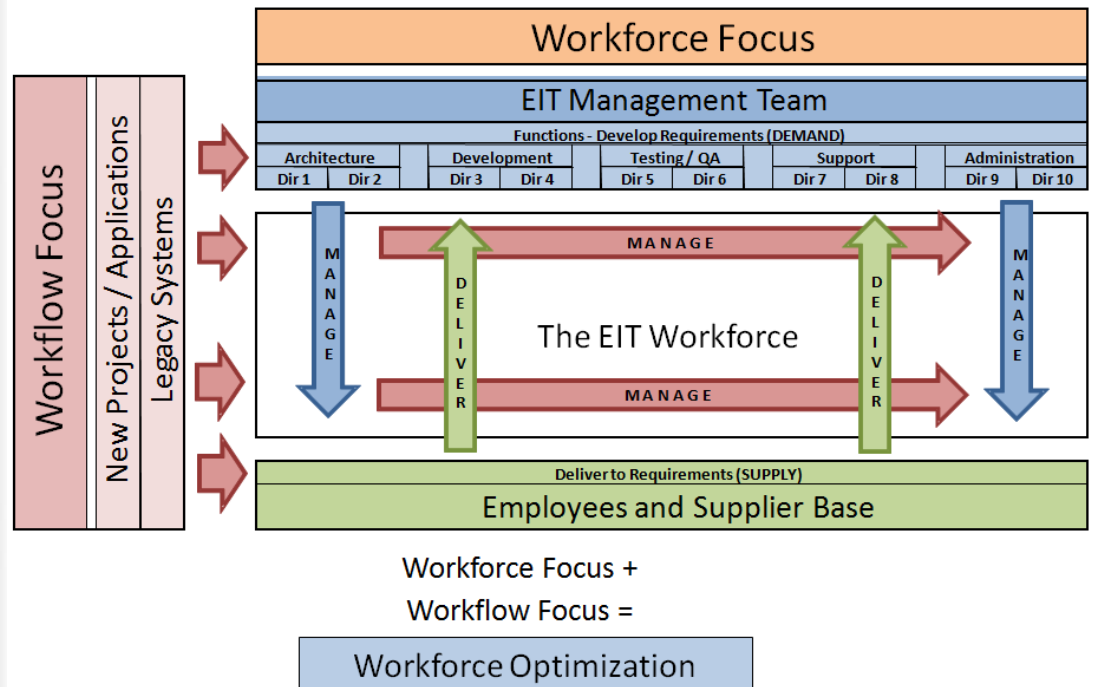 Workforce Focus
EIT Management Team
Functions - Develop Requirements (DEMAND)
Architecture
Development
Testing / QA
Support
Administration
Dir 1
Dir 2
Dir 3
Dir 4
Dir 5
Dir 6
Dir 7
Dir 8
Dir 9
Dir 10
Workflow Focus
New Projects / Applications
Legacy Systems
MANAGE
DELIVER
MANAGE
DELIVER
MANAGE
The EIT Workforce
MANAGE
Deliver to Requirements (SUPPLY)
Employees and Supplier Base
Workforce Focus +
Workflow Focus =
Workforce Optimization